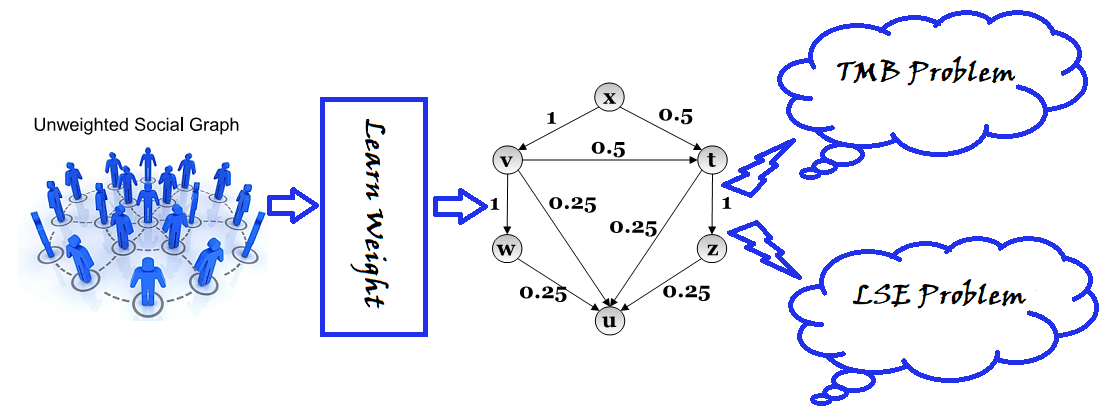 Unweighted Social Graph
Learn Weight
x
1
0.5
v
0.5
t
1
0.25
0.25
1
w
z
0.25
0.25
u
TMB Problem
LSE Problem